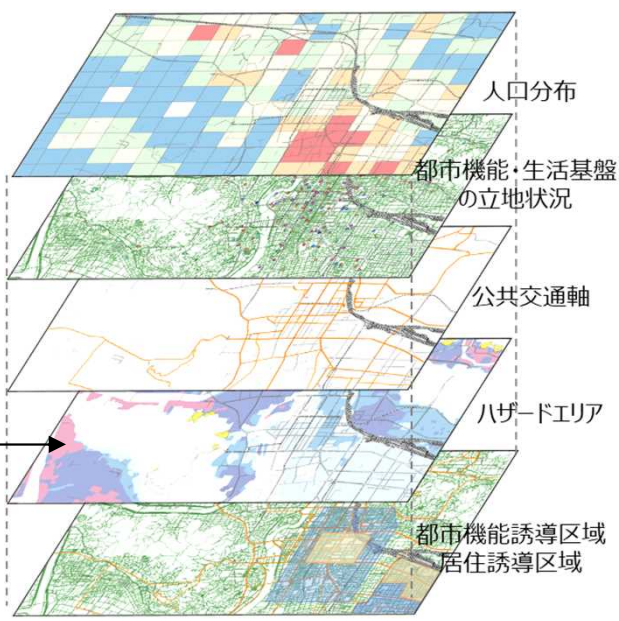 人口分布
都市機能・生活基盤
の立地状況
公共交通軸
ハザードエリア
都市機能誘導区域
居住誘導区域